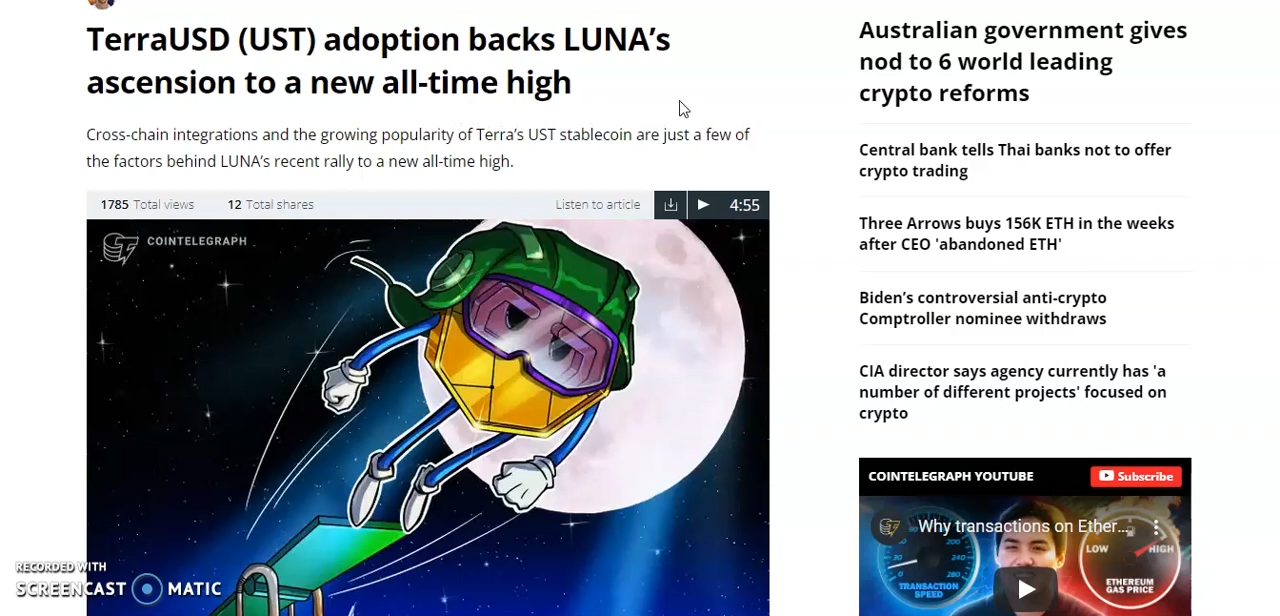 TerraUSD (UST) adoption backs LUNA’s
ascension to a new all-time high
Cross-chain integrations and the growing popularity of Terra’s UST stablecoin are just a few of
the factors behind LUNA’s recent rally to a new all-time high.
1785 Total views 12 Total shares Listen to article 4:55
COINTELEGRAPH
Australian government gives
nod to 6 world leading
crypto reforms
Central bank tells Thai banks not to offer
crypto trading
Three Arrows buys 156K ETH in the weeks
after CEO 'abandoned ETH'
Biden’s controversial anti-crypto
Comptroller nominee withdraws
CIA director says agency currently has 'a
number of different projects' focused on
crypto
COINTELEGRAPH YOUTUBE Subscribe
Why transactions on Ether...
200
240
30
0
280
TRANSACTION
SPEED
LOW HIGH
ETHEREUM
GAS PRICE
RECORDED WITH
SCREENCAST MATIC